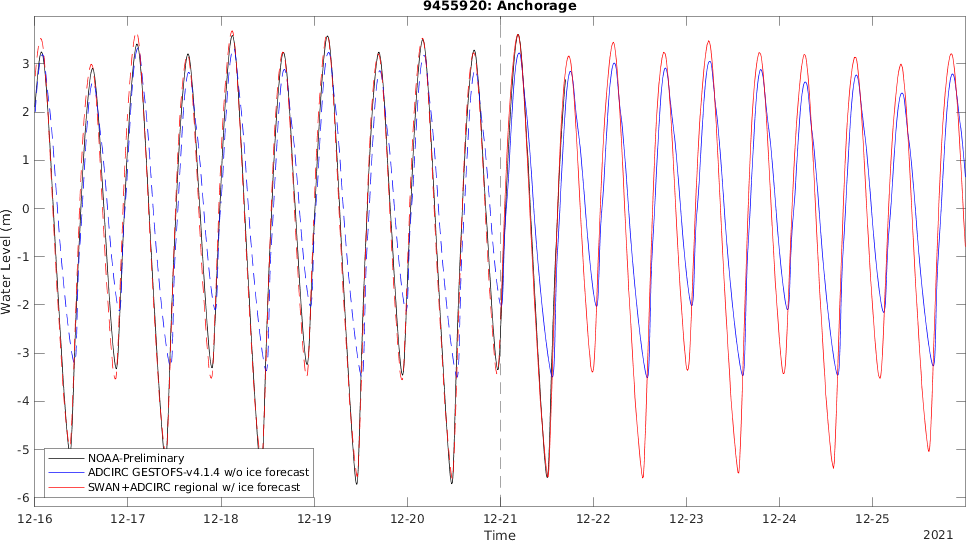 9455920: Anchorage
3
2
1
0
-1
-2
-3
-4
-5
-6
Water Level (m)
NOAA-Preliminary
ADCIRC GESTOFS-v4.1.4 w/o ice forecast
SWAN+ADCIRC regional w/ ice forecast
12-16 12-17 12-18 12-19 12-20 12-21 12-22 12-23 12-24 12-25
Time
2021